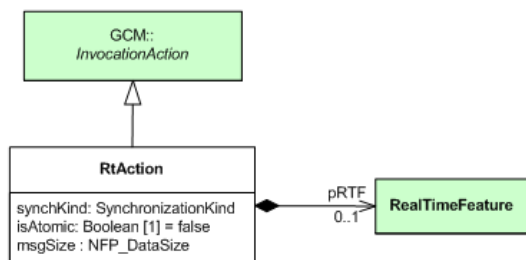 GCM::
InvocationAction
RtAction
synchKind: SynchronizationKind
isAtomic: Boolean [1] = false
msgSize : NFP_DataSize
pRTF
0..1
RealTimeFeature